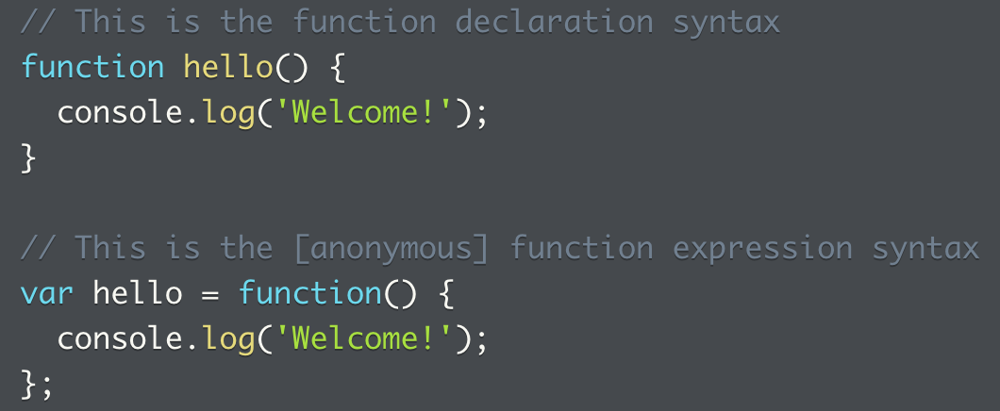 // This is the function declaration syntax
function hello() {
  console.log('Welcome!');
}

// This is the [anonymous] function expression syntax
var hello = function() {
  console.log('Welcome!');
};